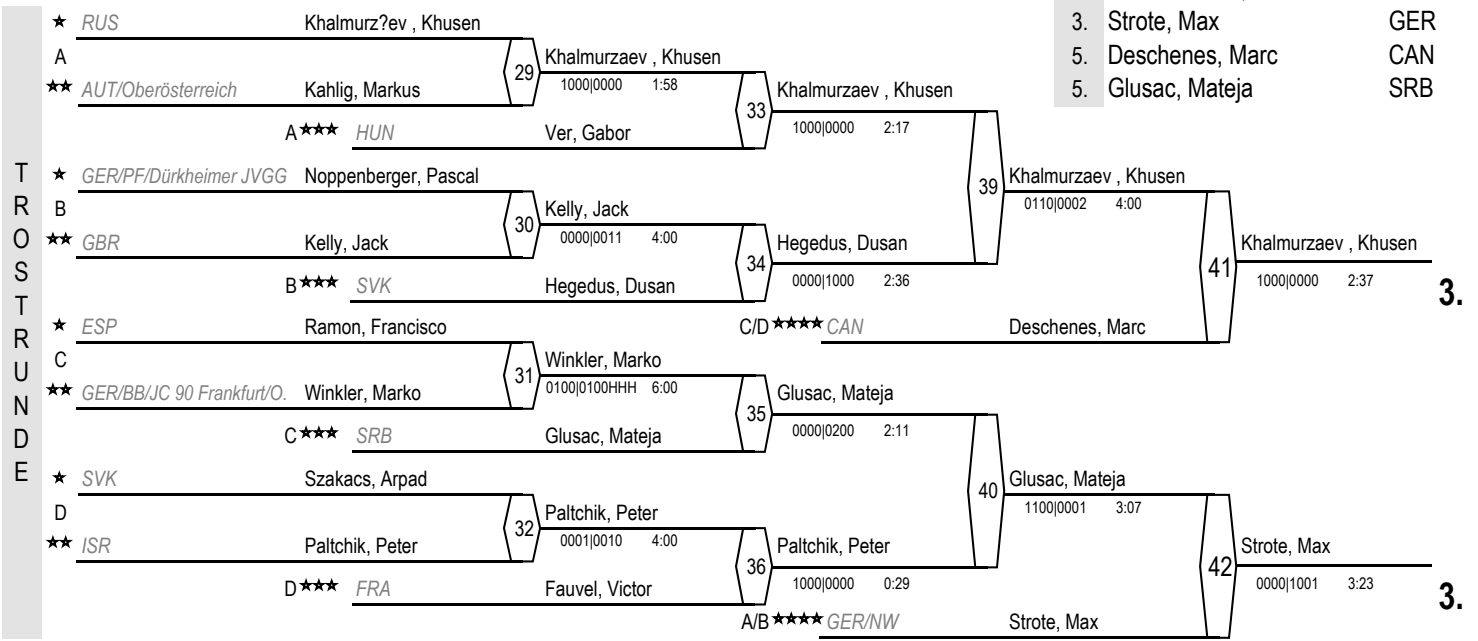 3. Strote, Max GER
5. Deschenes, Marc CAN
5. Glusac, Mateja SRB
TROSTRUNDE
★ RUS Khalmurz?ev , Khusen
A
★★ AUT/Oberösterreich Kahlig, Markus
29 Khalmurzaev , Khusen
1000|0000 1:58
A★★★ HUN Ver, Gabor
33 Khalmurzaev , Khusen
1000|0000 2:17
★ GER/PF/Dürkheimer JVGG Noppenberger, Pascal
B
★★ GBR Kelly, Jack
30 Kelly, Jack
0000|0011 4:00
B★★★ SVK Hegedus, Dusan
34 Hegedus, Dusan
0000|1000 2:36
39 Khalmurzaev , Khusen
0110|0002 4:00
C/D★★★★ CAN Deschenes, Marc
41 Khalmurzaev , Khusen
1000|0000 2:37
3.
★ ESP Ramon, Francisco
C
★★ GER/BB/JC 90 Frankfurt/O. Winkler, Marko
31 Winkler, Marko
0100|0100HHH 6:00
C★★★ SRB Glusac, Mateja
35 Glusac, Mateja
0000|0200 2:11
★ SVK Szakacs, Arpad
D
★★ ISR Paltchik, Peter
32 Paltchik, Peter
0001|0010 4:00
D★★★ FRA Fauvel, Victor
36 Paltchik, Peter
1000|0000 0:29
40 Glusac, Mateja
1100|0001 3:07
A/B★★★★ GER/NW Strote, Max
42 Strote, Max
0000|1001 3:23
3.